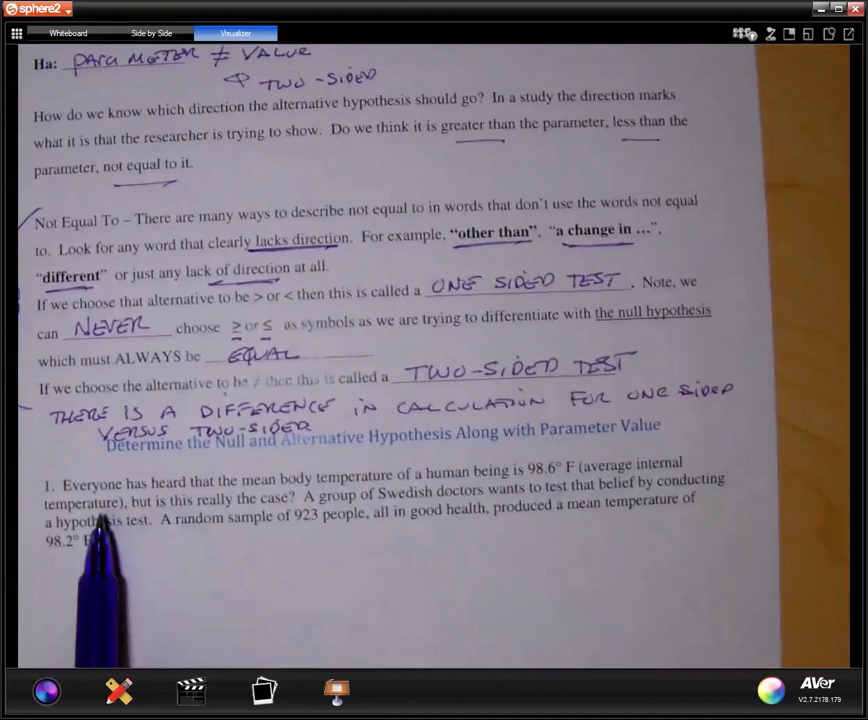 sphere2
Whiteboard Side by Side Visualizer
Ha: PARAMETER ≠ VALUE
TWO-SIDED
How do we know which direction the alternative hypothesis should go? In a study the direction marks
what it is that the researcher is trying to show. Do we think it is greater than the parameter, less than the
parameter, not equal to it.
Not Equal To – There are many ways to describe not equal to in words that don't use the words not equal
to. Look for any word that clearly lacks direction. For example, "other than", "a change in ...",
"different" or just any lack of direction at all.
If we choose that alternative to be > or < then this is called a ONE SIDED TEST. Note, we
can NEVER choose ≥ or ≤ as symbols as we are trying to differentiate with the null hypothesis
which must ALWAYS be EQUAL
If we choose the alternative to be ≠ then this is called a TWO-SIDED TEST
THERE IS A DIFFERENCE IN CALCULATION FOR ONE SIDED
VERSUS TWO-SIDED
Determine the Null and Alternative Hypothesis Along with Parameter Value
1. Everyone has heard that the mean body temperature of a human being is 98.6° F (average internal
temperature), but is this really the case? A group of Swedish doctors wants to test that belief by conducting
a hypothesis test. A random sample of 923 people, all in good health, produced a mean temperature of
98.2° F
AVer
V2.7.2178.179